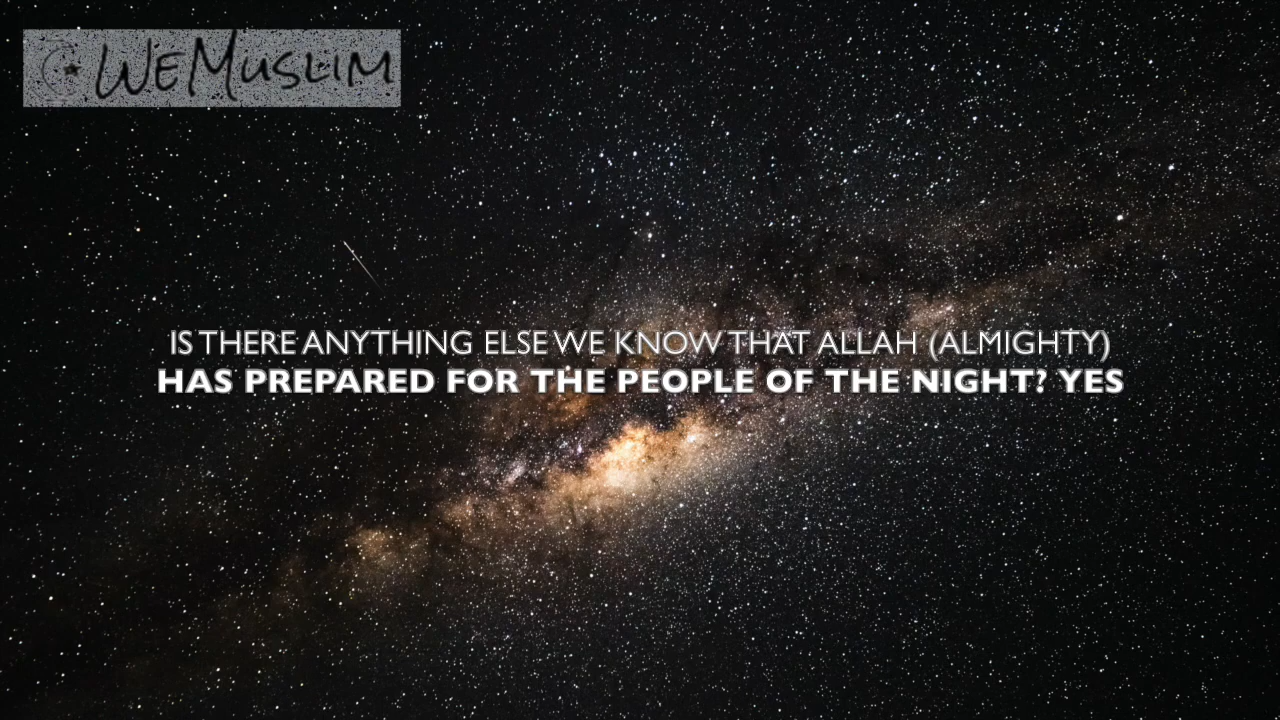 WEMUSLIM
IS THERE ANYTHING ELSE WE KNOW THAT ALLAH (ALMIGHTY)
HAS PREPARED FOR THE PEOPLE OF THE NIGHT? YES